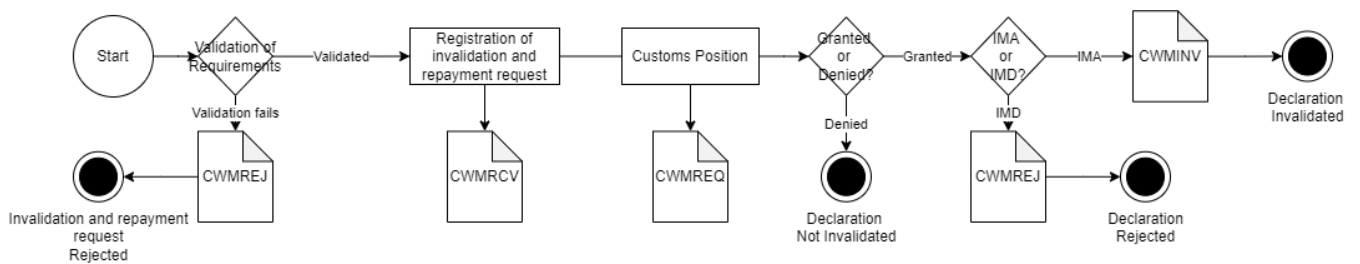 Start
Validation of
Requirements
Validated
Registration of
invalidation and
repayment request
Customs Position
Granted
or
Denied?
Granted
IMA
or
IMD?
IMA
CWMINV
Declaration
Invalidated
Validation fails
CWMREJ
Invalidation and repayment
request
Rejected
CWMRCV
CWMREQ
Denied
Declaration
Not Invalidated
IMD
CWMREJ
Declaration
Rejected